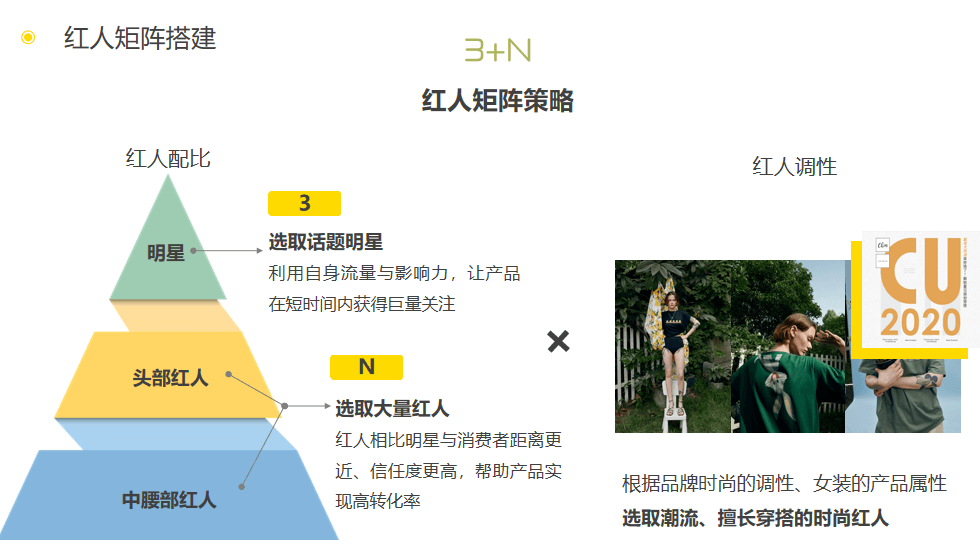 红人矩阵搭建
3+N
红人矩阵策略
红人配比
明星
头部红人
中腰部红人
3
选取话题明星
利用自身流量与影响力，让产品
在短时间内获得巨量关注
N
选取大量红人
红人相比明星与消费者距离更
近、信任度更高，帮助产品实
现高转化率
×
红人调性
CU
2020
根据品牌时尚的调性、女装的产品属性
选取潮流、擅长穿搭的时尚红人